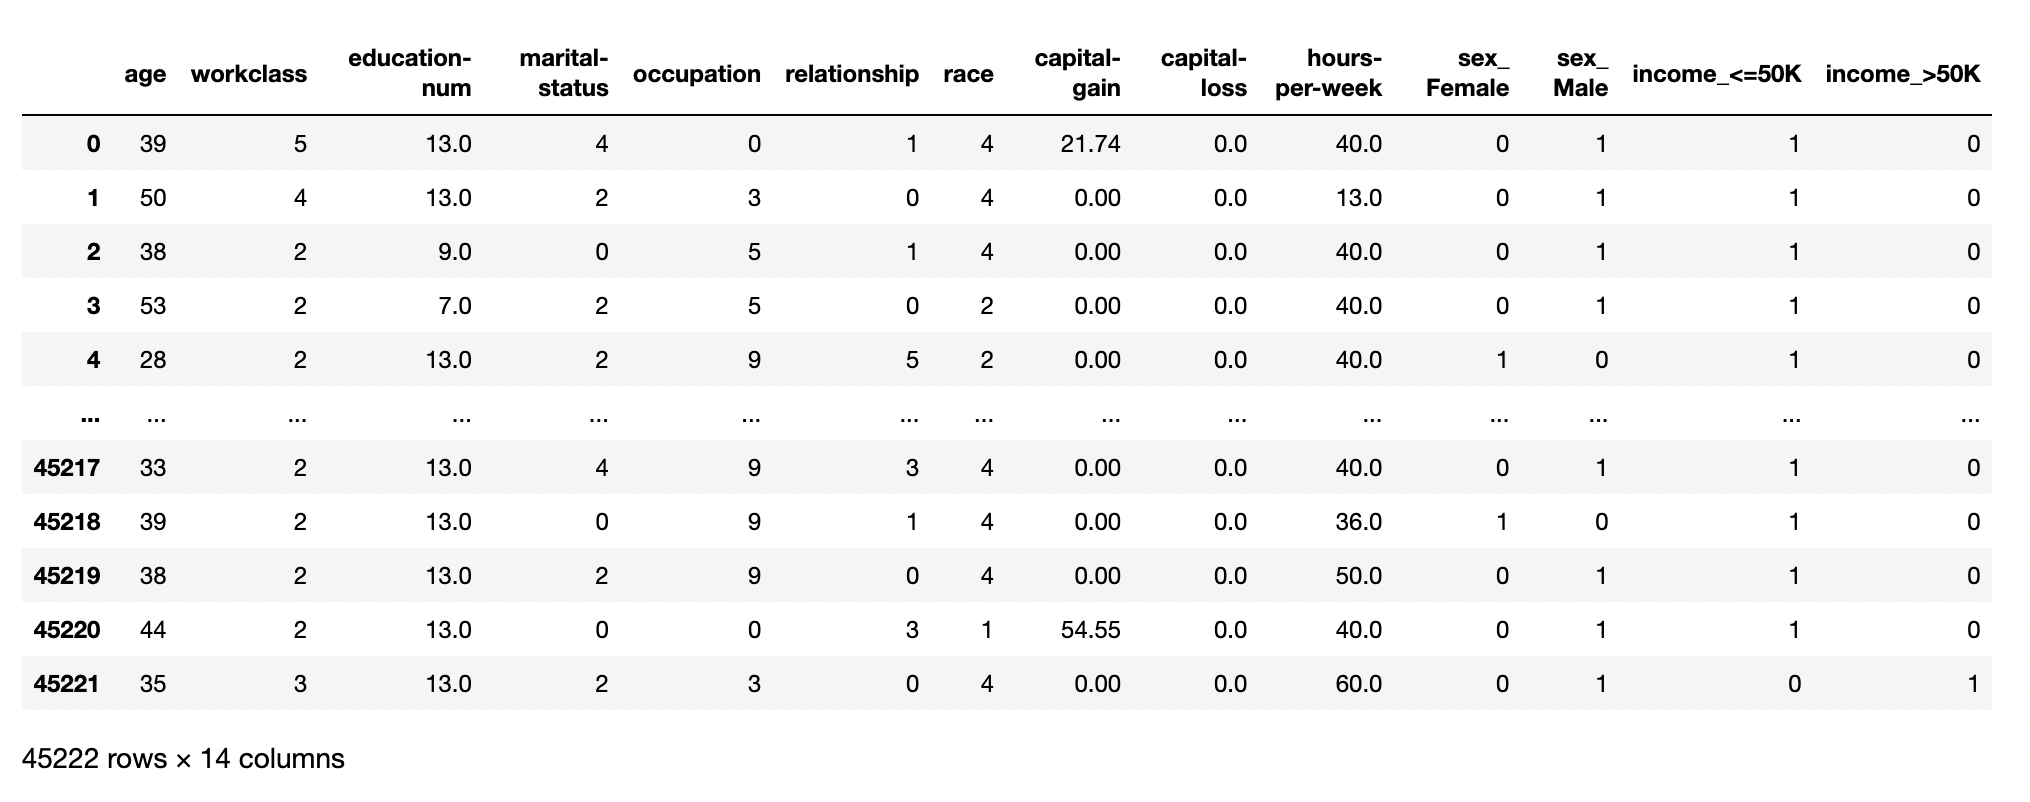 age workclass education-num marital-status occupation relationship race capital-gain capital-loss hours-per-week sex_Female sex_Male income_<=50K income_>50K
0 39 5 13.0 4 0 1 4 21.74 0.0 40.0 0 1 1 0
1 50 4 13.0 2 3 0 4 0.00 0.0 13.0 0 1 1 0
2 38 2 9.0 0 5 1 4 0.00 0.0 40.0 0 1 1 0
3 53 2 7.0 2 5 0 2 0.00 0.0 40.0 0 1 1 0
4 28 2 13.0 2 9 5 2 0.00 0.0 40.0 1 0 1 0
... ... ... ... ... ... ... ... ... ... ... ... ... ... ...
45217 33 2 13.0 4 9 3 4 0.00 0.0 40.0 0 1 1 0
45218 39 2 13.0 0 9 1 4 0.00 0.0 36.0 1 0 1 0
45219 38 2 13.0 2 9 0 4 0.00 0.0 50.0 0 1 1 0
45220 44 2 13.0 0 0 3 1 54.55 0.0 40.0 0 1 1 0
45221 35 3 13.0 2 3 0 4 0.00 0.0 60.0 0 1 0 1
45222 rows × 14 columns